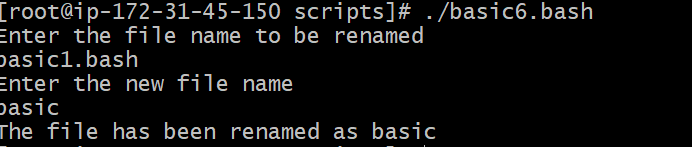 [root@ip-172-31-45-150 scripts]# ./basic6.bash
Enter the file name to be renamed
basic1.bash
Enter the new file name
basic
The file has been renamed as basic